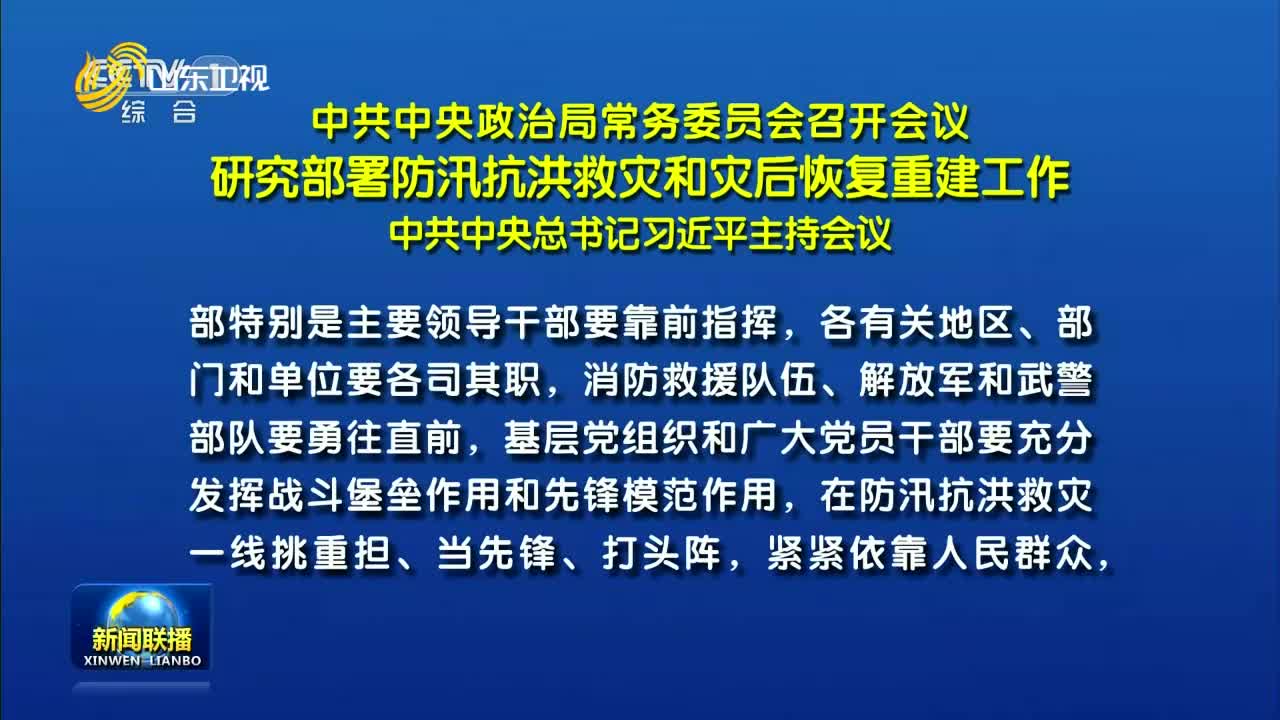 山东卫视
综合
中共中央政治局常务委员会召开会议
研究部署防汛抗洪救灾和灾后恢复重建工作
中共中央总书记习近平主持会议
部特别是主要领导干部要靠前指挥，各有关地区、部
门和单位要各司其职，消防救援队伍、解放军和武警
部队要勇往直前，基层党组织和广大党员干部要充分
发挥战斗堡垒作用和先锋模范作用，在防汛抗洪救灾
一线挑重担、当先锋、打头阵，紧紧依靠人民群众，
新闻联播
XINWEN LIANBO